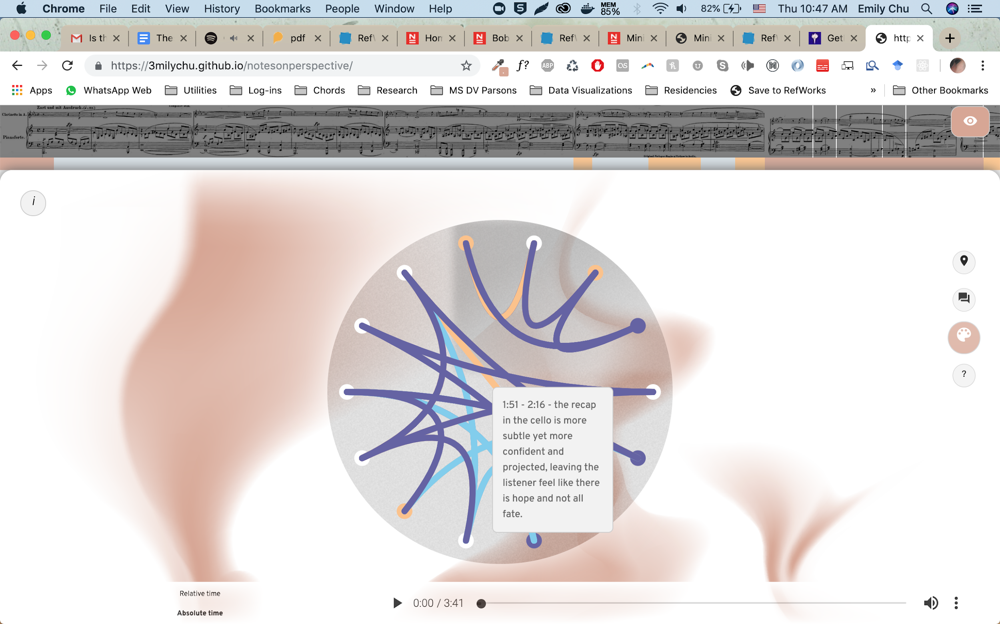 Chrome File Edit View History Bookmarks People Window Help MEM 85% 82% Thu 10:47 AM Emily Chu
Is th The pdf Ref Hom Bob Ref Mini Mini Ref Get http
https://3milychu.github.io/notesonperspective/ f? ABP
Apps WhatsApp Web Utilities Log-ins Chords Research MS DV Parsons Data Visualizations Residencies Save to RefWorks » Other Bookmarks
Zart und mit Ausdruck.
Clarinetto in A.
Pianoforte.
i
?
1:51 - 2:16 - the recap
in the cello is more
subtle yet more
confident and
projected, leaving the
listener feel like there
is hope and not all
fate.
Relative time
0:00 / 3:41
Absolute time